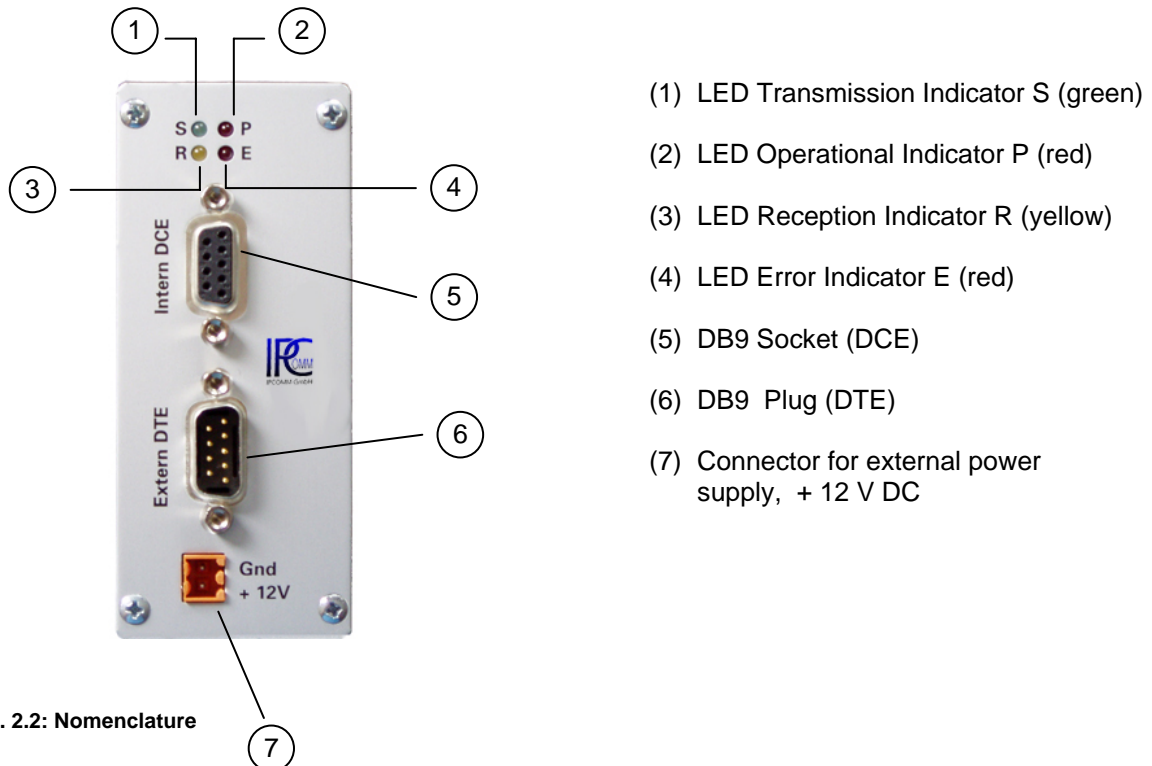 1
2
S
P
R
E
3
4
Intern DCE
5
IPCOMM
IPCOMM GmbH
Extern DTE
6
Gnd
+ 12V
7
. 2.2: Nomenclature
(1) LED Transmission Indicator S (green)
(2) LED Operational Indicator P (red)
(3) LED Reception Indicator R (yellow)
(4) LED Error Indicator E (red)
(5) DB9 Socket (DCE)
(6) DB9 Plug (DTE)
(7) Connector for external power
supply, + 12 V DC